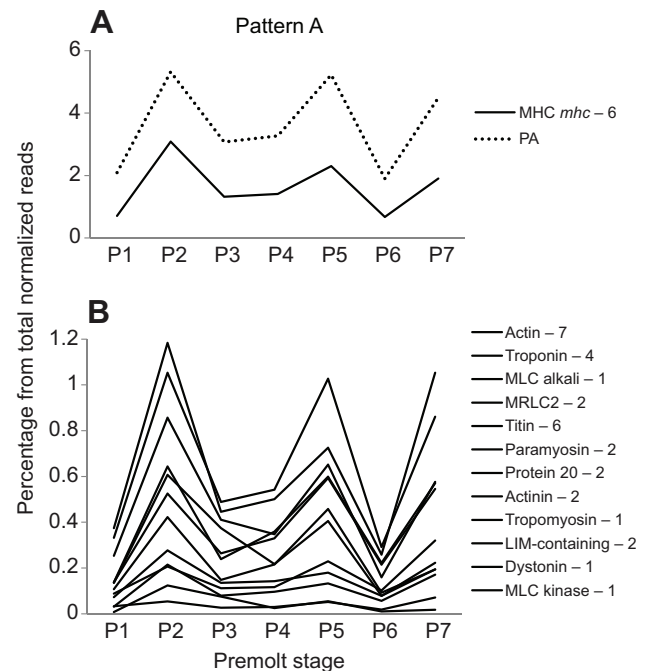 A
Pattern A
6
4
2
0
P1 P2 P3 P4 P5 P6 P7
MHC mhc – 6
PA
Percentage from total normalized reads
B
1.2
1
0.8
0.6
0.4
0.2
0
P1 P2 P3 P4 P5 P6 P7
Premolt stage
Actin – 7
Troponin – 4
MLC alkali – 1
MRLC2 – 2
Titin – 6
Paramyosin – 2
Protein 20 – 2
Actinin – 2
Tropomyosin – 1
LIM-containing – 2
Dystonin – 1
MLC kinase – 1